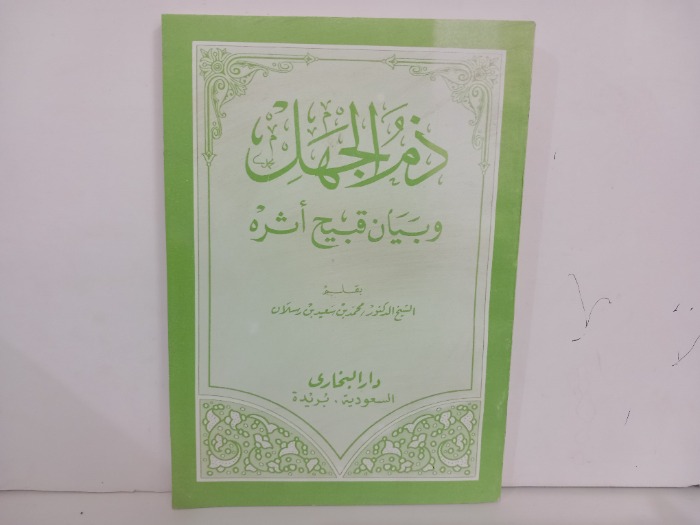 ذم الجهل
وبيان قبيح أثره
بقلم
الشيخ الدكتور محمد بن سعيد بن رسلان
دار البخاري
السعودية . بريدة